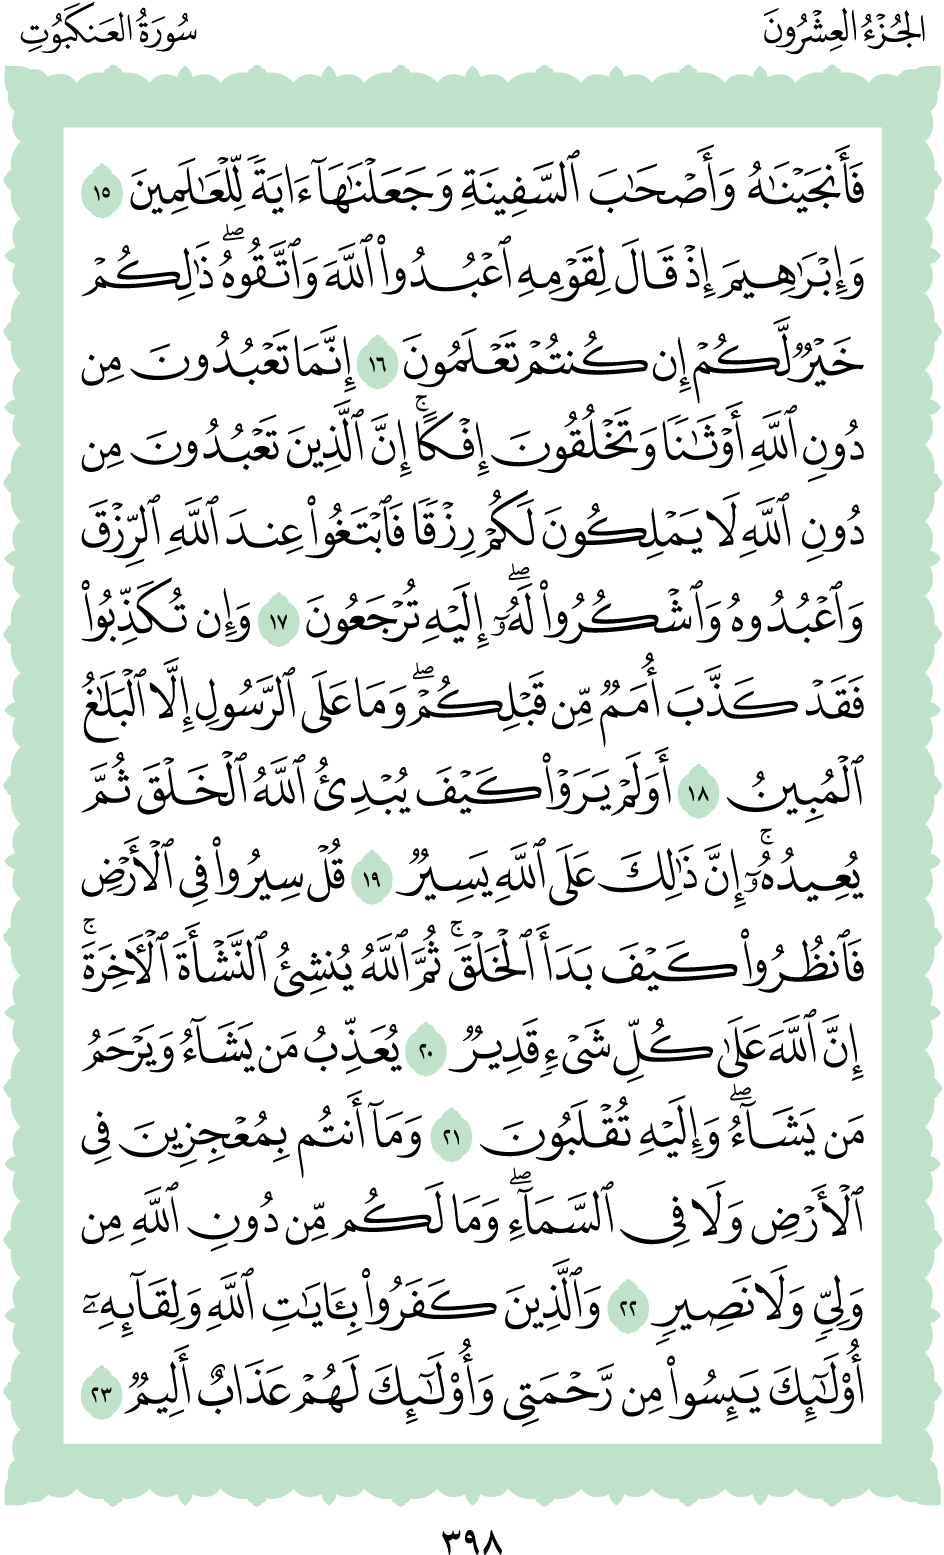 الجُزْءُ العِشْرُونَ
سُورَةُ العَنكَبُوتِ
فَأَنجَيْنَٰهُ وَأَصْحَٰبَ ٱلسَّفِينَةِ وَجَعَلْنَٰهَآ ءَايَةً لِّلْعَٰلَمِينَ ١٥
وَإِبْرَٰهِيمَ إِذْ قَالَ لِقَوْمِهِ ٱعْبُدُوا۟ ٱللَّهَ وَٱتَّقُوهُ ۖ ذَٰلِكُمْ
خَيْرٌ لَّكُمْ إِن كُنتُمْ تَعْلَمُونَ ١٦ إِنَّمَا تَعْبُدُونَ مِن
دُونِ ٱللَّهِ أَوْثَٰنًا وَتَخْلُقُونَ إِفْكًا ۚ إِنَّ ٱلَّذِينَ تَعْبُدُونَ مِن
دُونِ ٱللَّهِ لَا يَمْلِكُونَ لَكُمْ رِزْقًا فَٱبْتَغُوا۟ عِندَ ٱللَّهِ ٱلرِّزْقَ
وَٱعْبُدُوهُ وَٱشْكُرُوا۟ لَهُۥٓ ۖ إِلَيْهِ تُرْجَعُونَ ١٧ وَإِن تُكَذِّبُوا۟
فَقَدْ كَذَّبَ أُمَمٌ مِّن قَبْلِكُمْ ۖ وَمَا عَلَى ٱلرَّسُولِ إِلَّا ٱلْبَلَٰغُ
ٱلْمُبِينُ ١٨ أَوَلَمْ يَرَوْا۟ كَيْفَ يُبْدِئُ ٱللَّهُ ٱلْخَلْقَ ثُمَّ
يُعِيدُهُۥٓ ۚ إِنَّ ذَٰلِكَ عَلَى ٱللَّهِ يَسِيرٌ ١٩ قُلْ سِيرُوا۟ فِى ٱلْأَرْضِ
فَٱنظُرُوا۟ كَيْفَ بَدَأَ ٱلْخَلْقَ ۚ ثُمَّ ٱللَّهُ يُنشِئُ ٱلنَّشْأَةَ ٱلْءَاخِرَةَ ۚ
إِنَّ ٱللَّهَ عَلَىٰ كُلِّ شَىْءٍ قَدِيرٌ ٢٠ يُعَذِّبُ مَن يَشَآءُ وَيَرْحَمُ
مَن يَشَآءُ ۖ وَإِلَيْهِ تُقْلَبُونَ ٢١ وَمَآ أَنتُم بِمُعْجِزِينَ فِى
ٱلْأَرْضِ وَلَا فِى ٱلسَّمَآءِ ۖ وَمَا لَكُم مِّن دُونِ ٱللَّهِ مِن
وَلِىٍّ وَلَا نَصِيرٍ ٢٢ وَٱلَّذِينَ كَفَرُوا۟ بِـَٔايَٰتِ ٱللَّهِ وَلِقَآئِهِۦٓ
أُو۟لَٰٓئِكَ يَئِسُوا۟ مِن رَّحْمَتِى وَأُو۟لَٰٓئِكَ لَهُمْ عَذَابٌ أَلِيمٌ ٢٣
٣٩٨